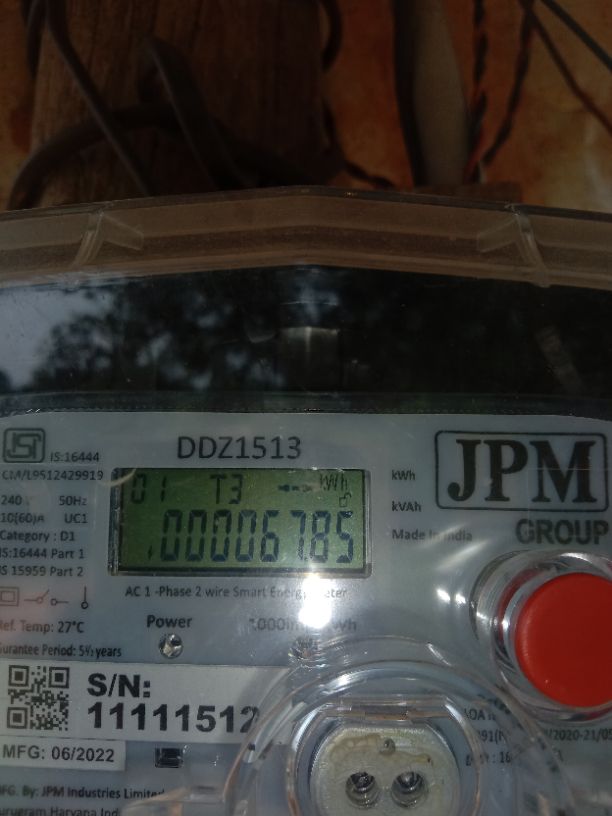 DDZ1513
IS:16444
CM/L9512429919
JPM
GROUP
240 50Hz
10(60)A UC1
Category : D1
IS:16444 Part 1
IS 15959 Part 2
01 T3 kWh
00006785
kWh
kVAh
Made in India
AC 1 -Phase 2 wire Smart Energy Meter
Ref. Temp: 27°C
Power
Gurantee Period: 5½ years
S/N:
11111512
MFG: 06/2022
MFG. By: JPM Industries Limited